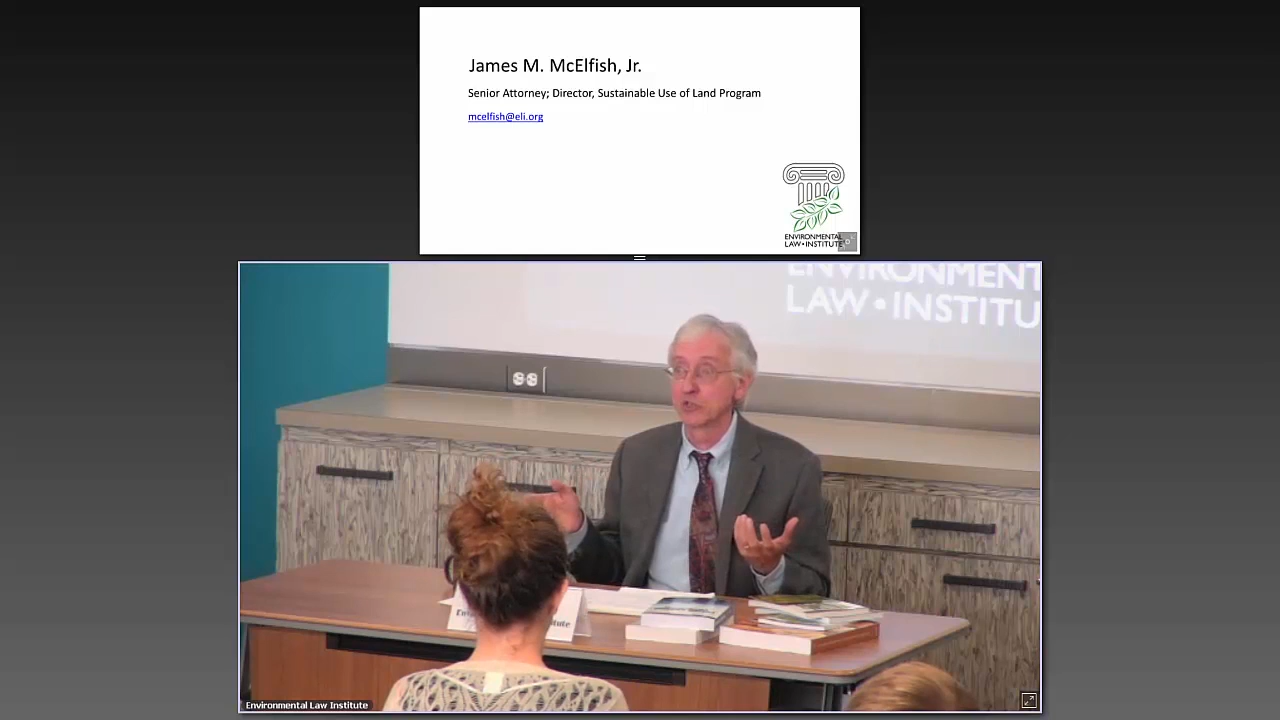 James M. McElfish, Jr.
Senior Attorney; Director, Sustainable Use of Land Program
mcelfish@eli.org
ENVIRONMENTAL
LAW•INSTITUTE
ENVIRONMENT
LAW•INSTITU
Environmental Law Institute